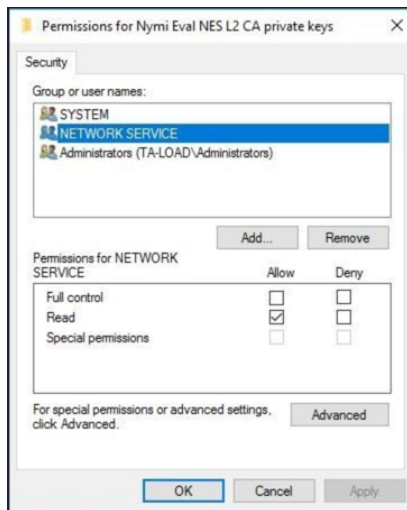 Permissions for Nymi Eval NES L2 CA private keys
Security
Group or user names:
SYSTEM
NETWORK SERVICE
Administrators (TA-LOAD\Administrators)
Add...
Remove
Permissions for NETWORK
SERVICE
Allow
Deny
Full control
Read
Special permissions
For special permissions or advanced settings,
click Advanced.
Advanced
OK
Cancel
Apply